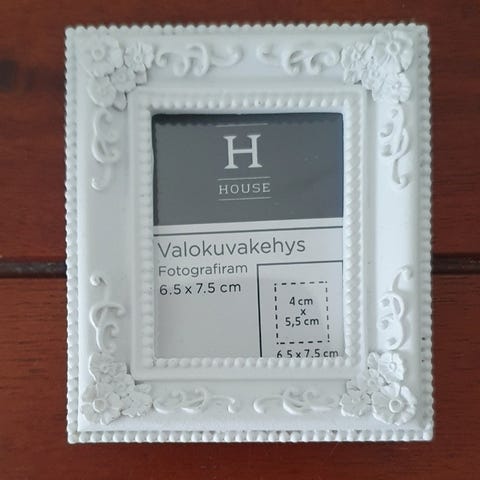 H
HOUSE
Valokuvakehys
Fotografiram
6.5 x 7.5 cm
4 cm
x
5,5 cm
6.5 x 7.5 cm